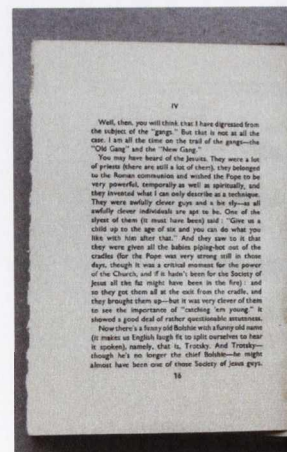 IV
Well, then, you will think that I have digressed from
the subject of the "gangs." But that is not at all the
case. I am all the time on the trail of the gangs—the
"Old Gang" and the "New Gang."
You may have heard of the Jesuits. They were a lot
of priests (there are still a lot of them), they belonged
to the Roman communion and wished the Pope to be
very powerful, temporally as well as spiritually, and
they invented what I can only describe as a technique.
They were awfully clever guys and a bit sly—as all
awfully clever individuals are apt to be. One of the
slyest of them (it must have been) said: "Give us a
child up to the age of six and you can do what you
like with him after that." And they saw to it that
they were given all the babies piping-hot out of the
cradles (for the Pope was very strong still in those
days, though it was a critical moment for the power
of the Church, and if it hadn't been for the Society of
Jesus all the fat might have been in the fire): and
so they got them all at the exit from the cradle, and
they brought them up—but it was very clever of them
to see the importance of "catching 'em young." It
showed a good deal of rather questionable astuteness.
Now there's a funny old Bolshie with a funny old name
(it makes us English laugh fit to split ourselves to hear
it spoken), namely, that is, Trotsky. And Trotsky—
though he's no longer the chief Bolshie—he might
almost have been one of those Society of Jesus guys.